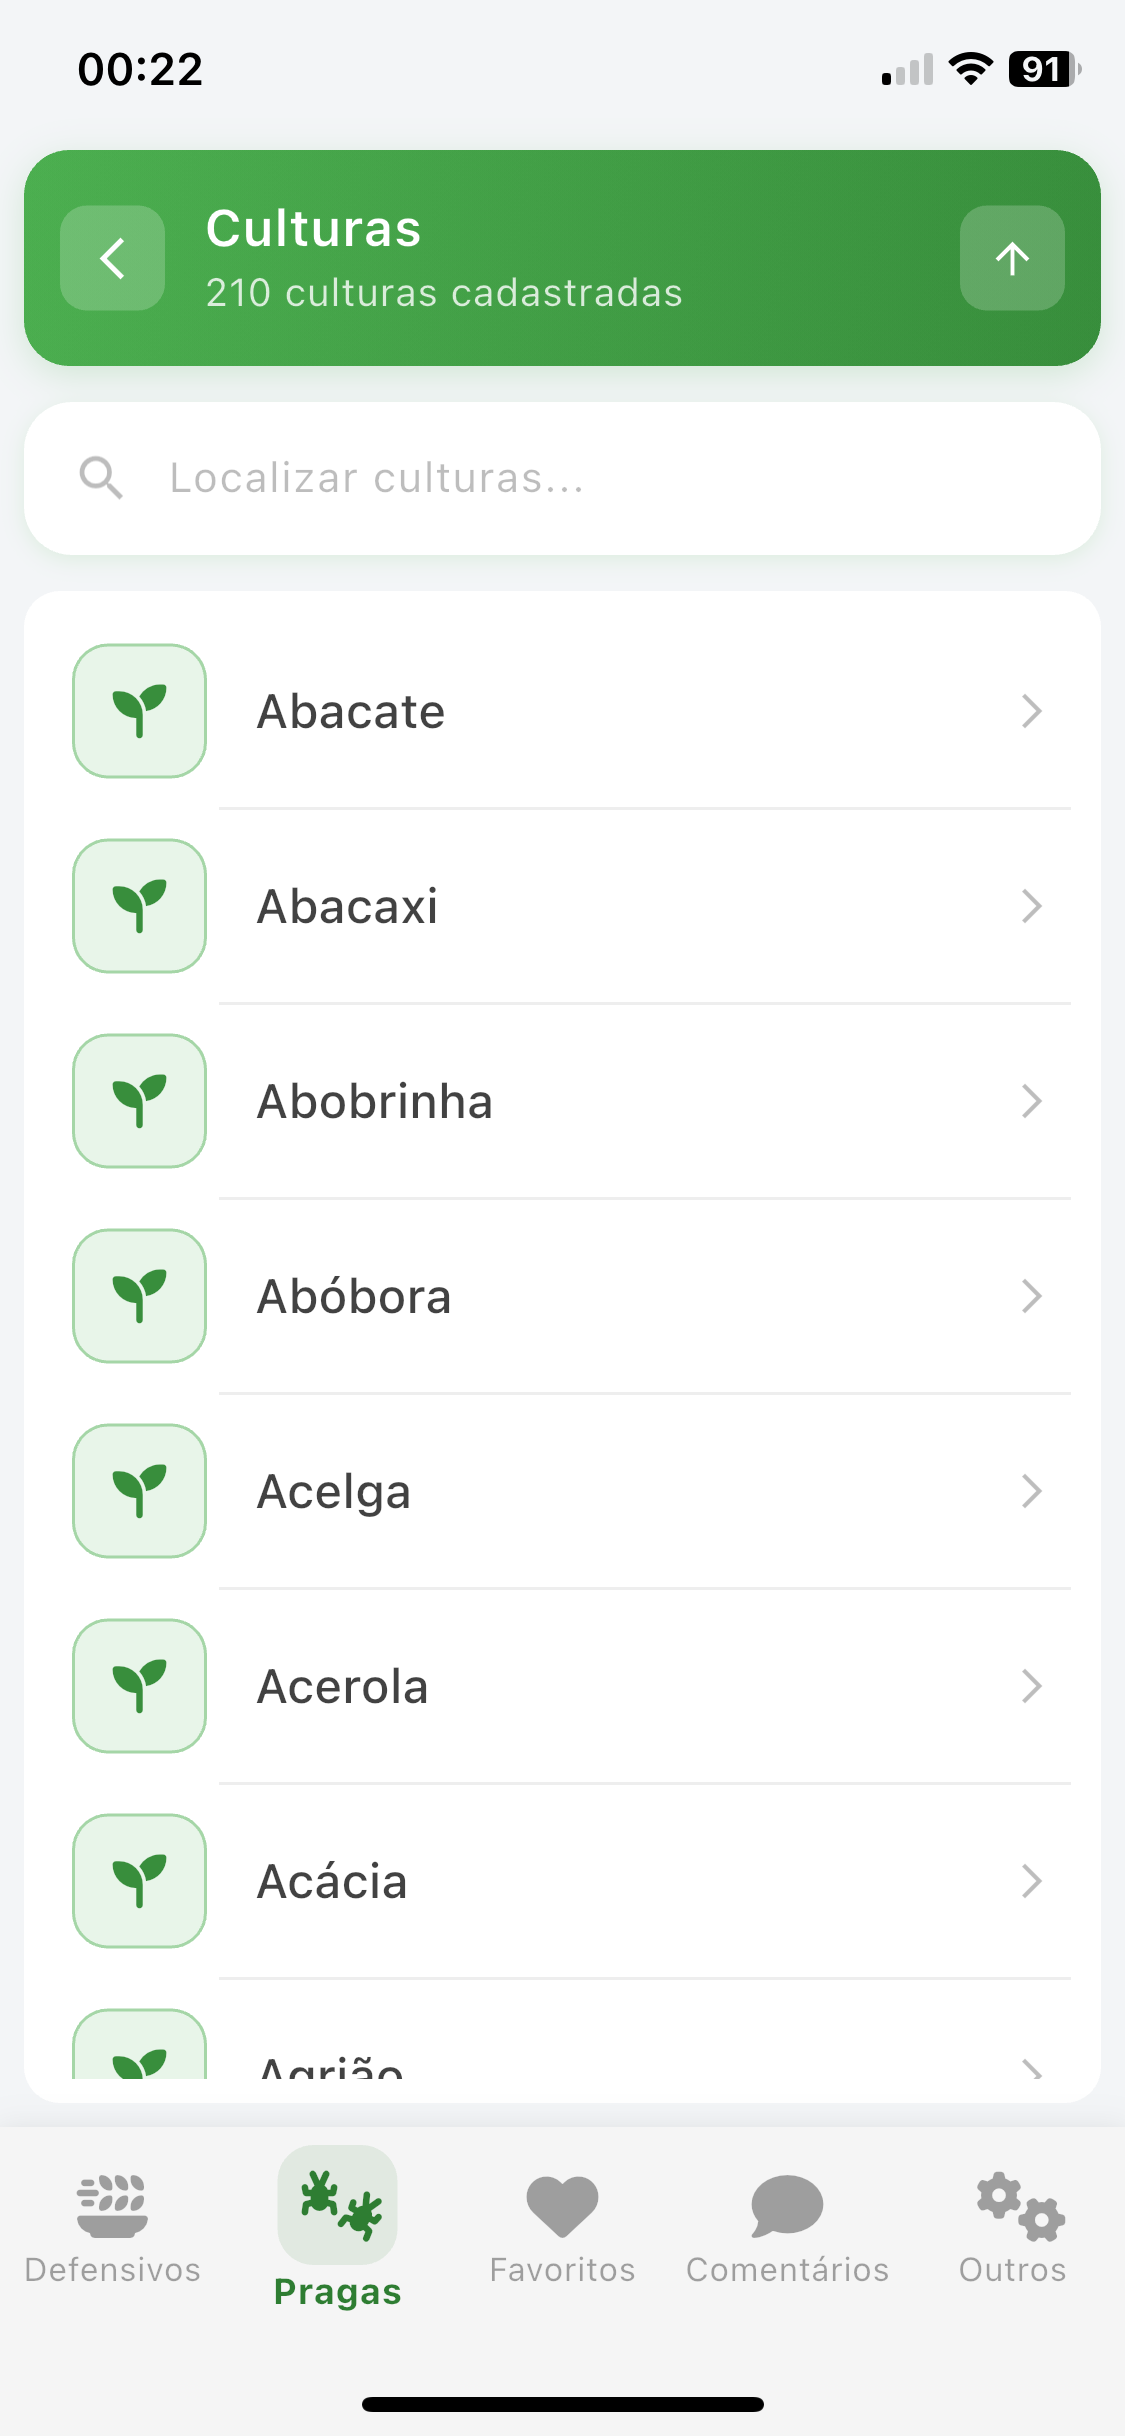 00:22
91
Culturas
210 culturas cadastradas
Localizar culturas...
Abacate
Abacaxi
Abobrinha
Abóbora
Acelga
Acerola
Acácia
Agrião
Defensivos
Pragas
Favoritos
Comentários
Outros